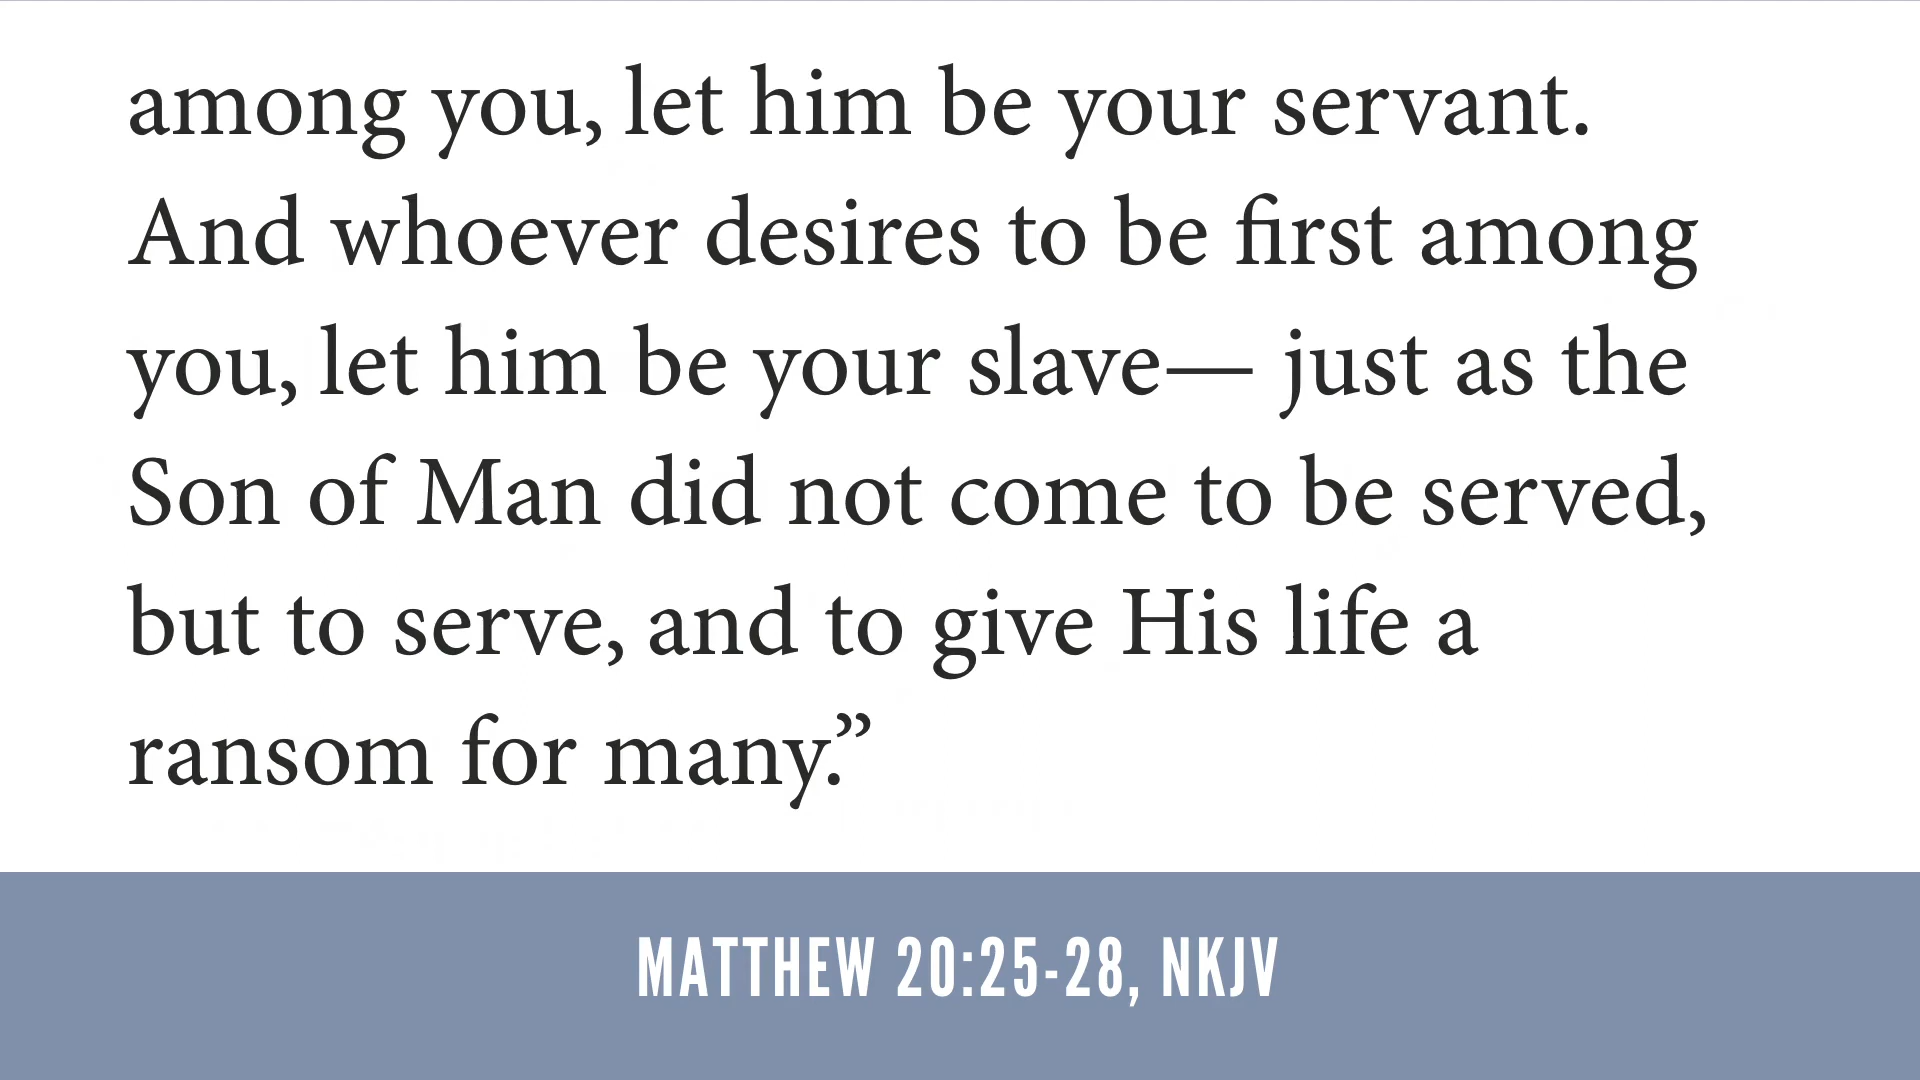 among you, let him be your servant.
And whoever desires to be first among
you, let him be your slave— just as the
Son of Man did not come to be served,
but to serve, and to give His life a
ransom for many.”
MATTHEW 20:25-28, NKJV